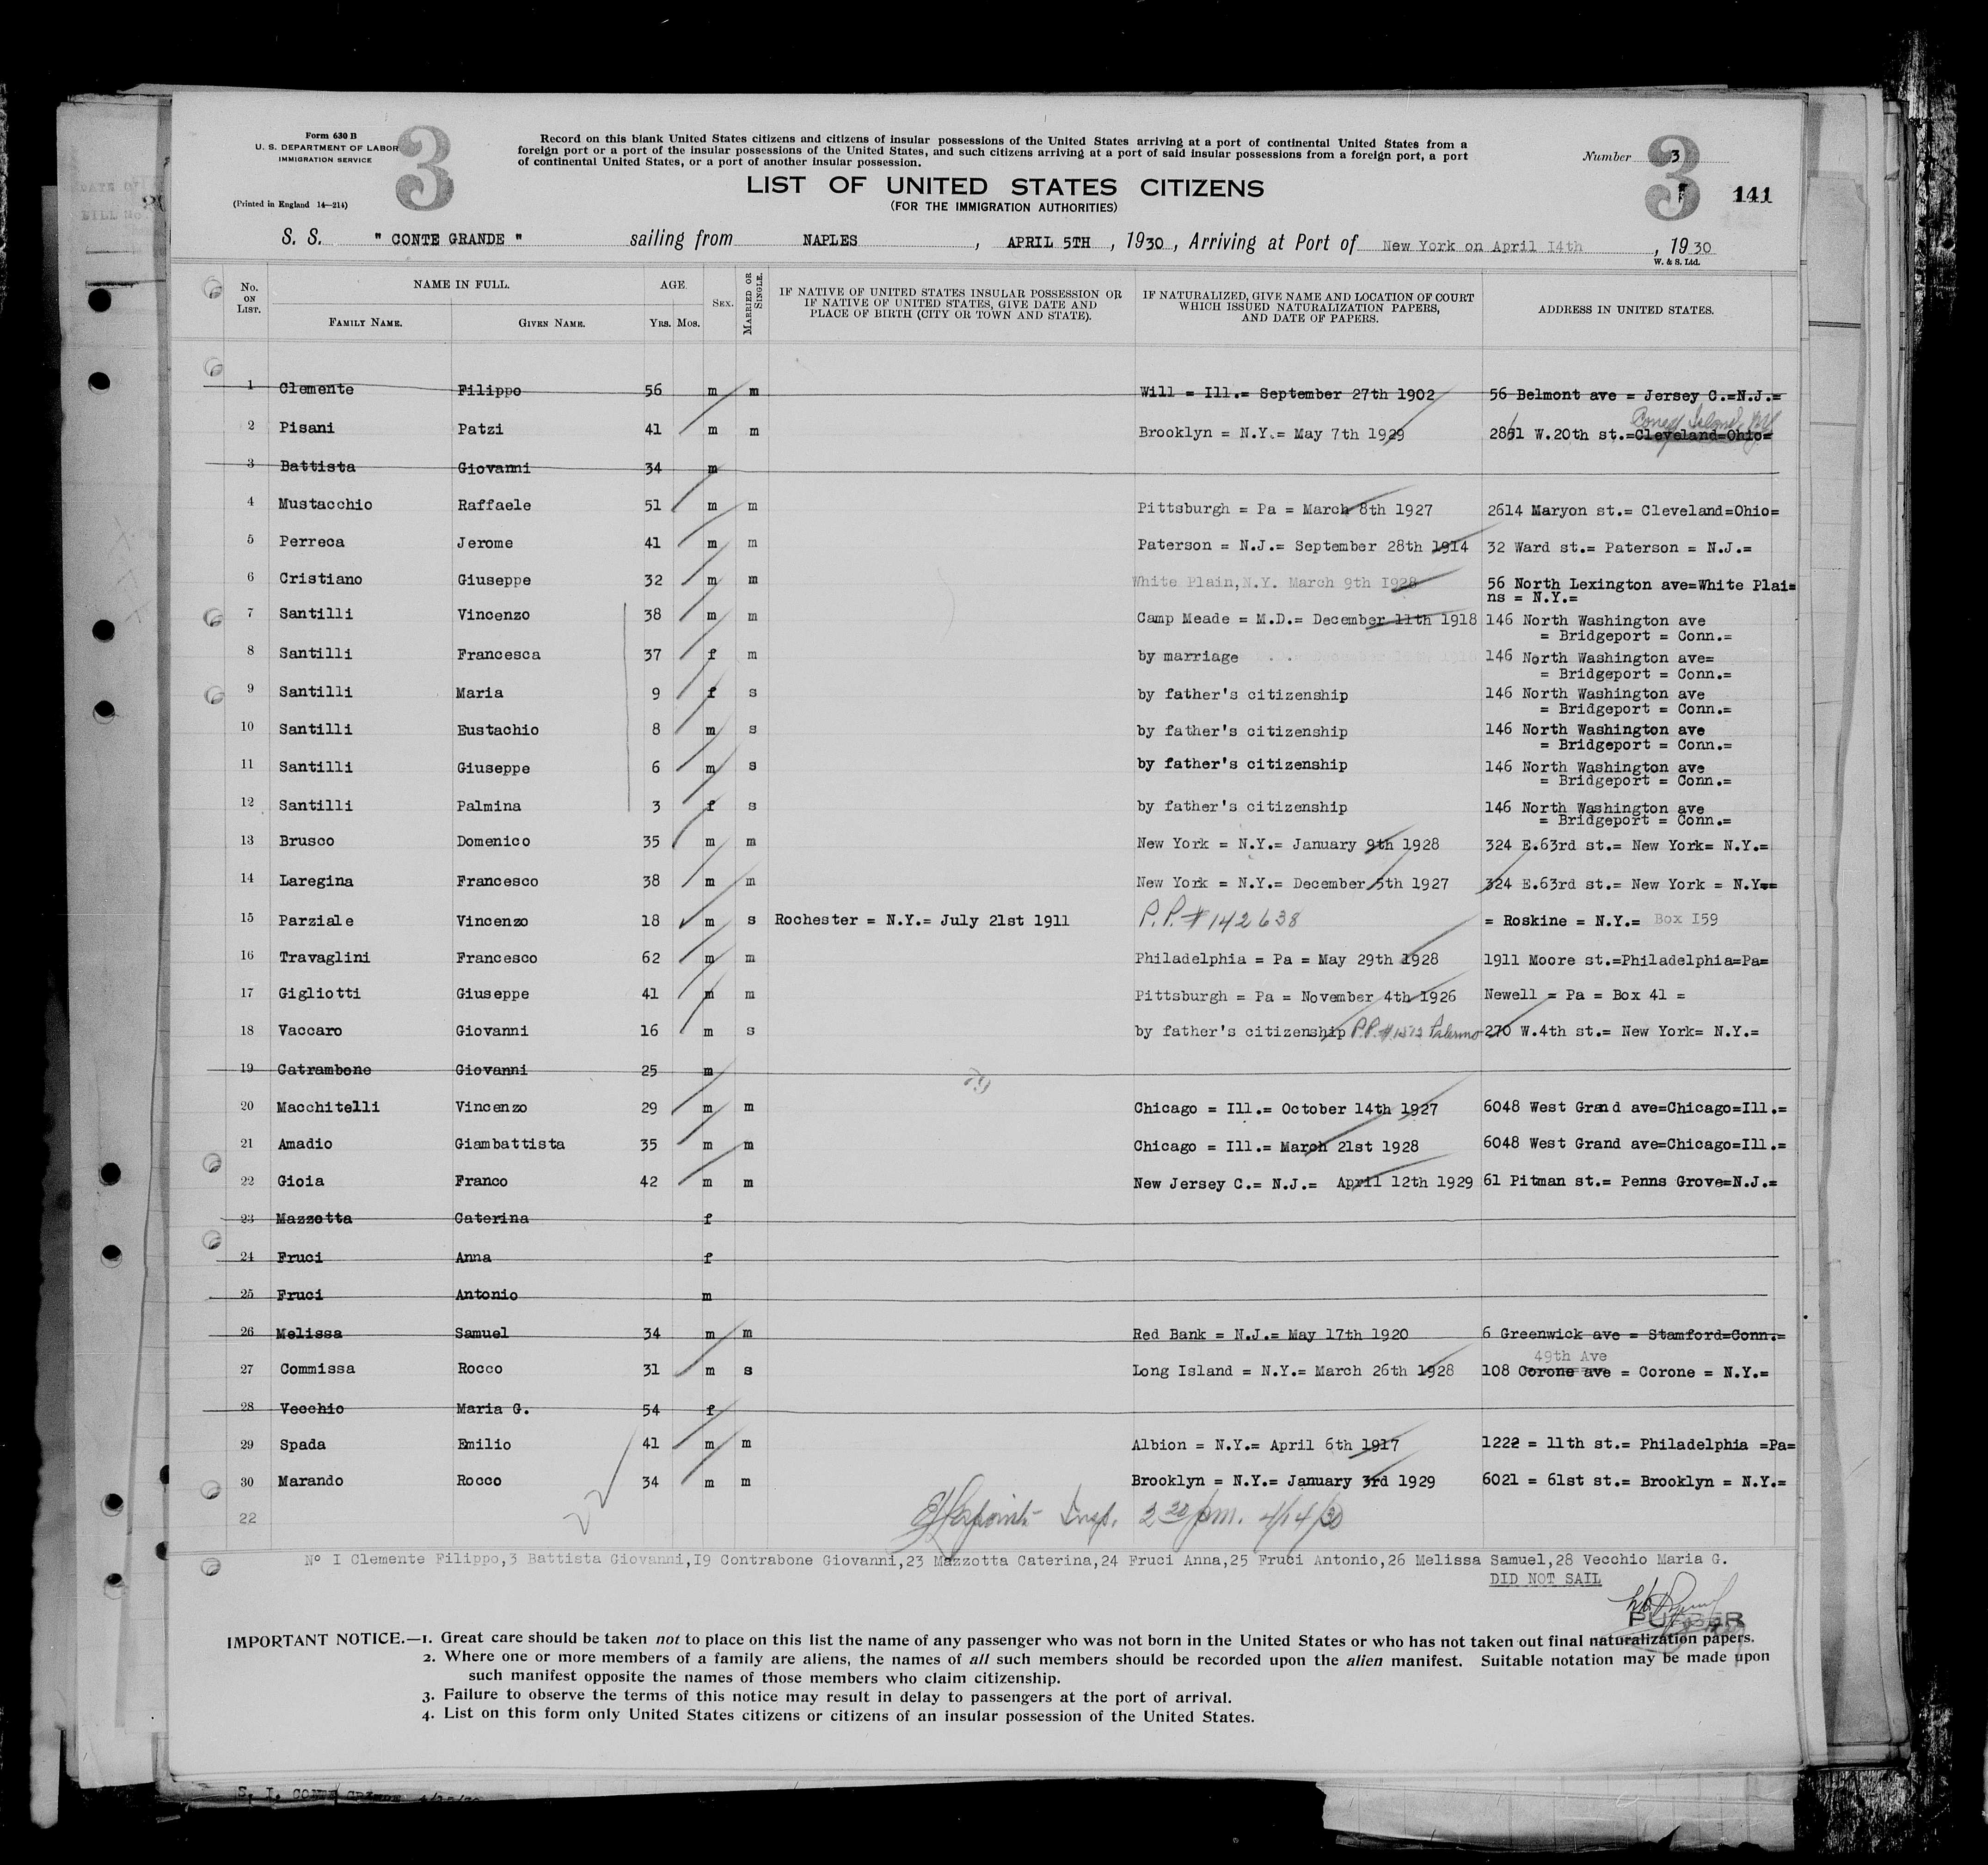 Form 630 B
U. S. DEPARTMENT OF LABOR
IMMIGRATION SERVICE
(Printed in England 14—214)
3
Record on this blank United States citizens and citizens of insular possessions of the United States arriving at a port of continental United States from a
foreign port or a port of the insular possessions of the United States, and such citizens arriving at a port of said insular possessions from a foreign port, a port
of continental United States, or a port of another insular possession.
Number 3
3
141
LIST OF UNITED STATES CITIZENS
(FOR THE IMMIGRATION AUTHORITIES)
S. S. " CONTE GRANDE " sailing from NAPLES, APRIL 5TH, 1930, Arriving at Port of New York on April 14th, 1930
W. & S. Ltd.
No. ON LIST. NAME IN FULL. FAMILY NAME. GIVEN NAME. AGE. YRS. MOS. SEX. MARRIED OR SINGLE. IF NATIVE OF UNITED STATES INSULAR POSSESSION OR IF NATIVE OF UNITED STATES, GIVE DATE AND PLACE OF BIRTH (CITY OR TOWN AND STATE). IF NATURALIZED, GIVE NAME AND LOCATION OF COURT WHICH ISSUED NATURALIZATION PAPERS, AND DATE OF PAPERS. ADDRESS IN UNITED STATES.
1 Clemente Filippo 56 m m Will = Ill.= September 27th 1902 56 Belmont ave = Jersey C.=N.J.=
Coney Island, NY
2 Pisani Patzi 41 m m Brooklyn = N.Y.= May 7th 1929 2851 W.20th st.=Cleveland=Ohio=
3 Battista Giovanni 34 m
4 Mustacchio Raffaele 51 m m Pittsburgh = Pa = March 8th 1927 2614 Maryon st.= Cleveland=Ohio=
5 Perreca Jerome 41 m m Paterson = N.J.= September 28th 1914 32 Ward st.= Paterson = N.J.=
6 Cristiano Giuseppe 32 m m White Plain,N.Y. March 9th I928 56 North Lexington ave=White Plai=
ns = N.Y.=
7 Santilli Vincenzo 38 m m Camp Meade = M.D.= December 11th 1918 146 North Washington ave
= Bridgeport = Conn.=
8 Santilli Francesca 37 f m by marriage 146 North Washington ave=
= Bridgeport = Conn.=
9 Santilli Maria 9 f s by father's citizenship 146 North Washington ave
= Bridgeport = Conn.=
10 Santilli Eustachio 8 m s by father's citizenship 146 North Washington ave
= Bridgeport = Conn.=
11 Santilli Giuseppe 6 m s by father's citizenship 146 North Washington ave
= Bridgeport = Conn.=
12 Santilli Palmina 3 f s by father's citizenship 146 North Washington ave
= Bridgeport = Conn.=
13 Brusco Domenico 35 m m New York = N.Y.= January 9th 1928 324 E.63rd st.= New York= N.Y.=
14 Laregina Francesco 38 m m New York = N.Y.= December 5th 1927 324 E.63rd st.= New York = N.Y==
15 Parziale Vincenzo 18 m s Rochester = N.Y.= July 21st 1911 P.P. # 142638 = Roskine = N.Y.= Box I59
16 Travaglini Francesco 62 m m Philadelphia = Pa = May 29th 1928 1911 Moore st.=Philadelphia=Pa=
17 Gigliotti Giuseppe 41 m m Pittsburgh = Pa = November 4th 1926 Newell = Pa = Box 41 =
18 Vaccaro Giovanni 16 m s by father's citizenship P.P. #1372 Palermo 270 W.4th st.= New York= N.Y.=
19 Catrambone Giovanni 25 m
20 Macchitelli Vincenzo 29 m m Chicago = Ill.= October 14th 1927 6048 West Grand ave=Chicago=Ill.=
21 Amadio Giambattista 35 m m Chicago = Ill.= March 21st 1928 6048 West Grand ave=Chicago=Ill.=
22 Gioia Franco 42 m m New Jersey C.= N.J.= April 12th 1929 61 Pitman st.= Penns Grove=N.J.=
23 Mazzotta Caterina f
24 Fruci Anna f
25 Fruci Antonio m
26 Melissa Samuel 34 m m Red Bank = N.J.= May 17th 1920 6 Greenwick ave = Stamford=Conn.=
49th Ave
27 Commissa Rocco 31 m s Long Island = N.Y.= March 26th 1928 108 Corone ave = Corone = N.Y.=
28 Vecchio Maria G. 54 f
29 Spada Emilio 41 m m Albion = N.Y.= April 6th 1917 1222 = 11th st.= Philadelphia =Pa=
30 Marando Rocco 34 m m Brooklyn = N.Y.= January 3rd 1929 6021 = 61st st.= Brooklyn = N.Y.=
22 Insp. 2 20 pm. 4/14/30
Nº I Clemente Filippo,3 Battista Giovanni,I9 Contrabone Giovanni,23 Mazzotta Caterina,24 Fruci Anna,25 Fruci Antonio,26 Melissa Samuel,28 Vecchio Maria G.
DID NOT SAIL
PURSER
IMPORTANT NOTICE.—1. Great care should be taken not to place on this list the name of any passenger who was not born in the United States or who has not taken out final naturalization papers.
2. Where one or more members of a family are aliens, the names of all such members should be recorded upon the alien manifest. Suitable notation may be made upon
such manifest opposite the names of those members who claim citizenship.
3. Failure to observe the terms of this notice may result in delay to passengers at the port of arrival.
4. List on this form only United States citizens or citizens of an insular possession of the United States.